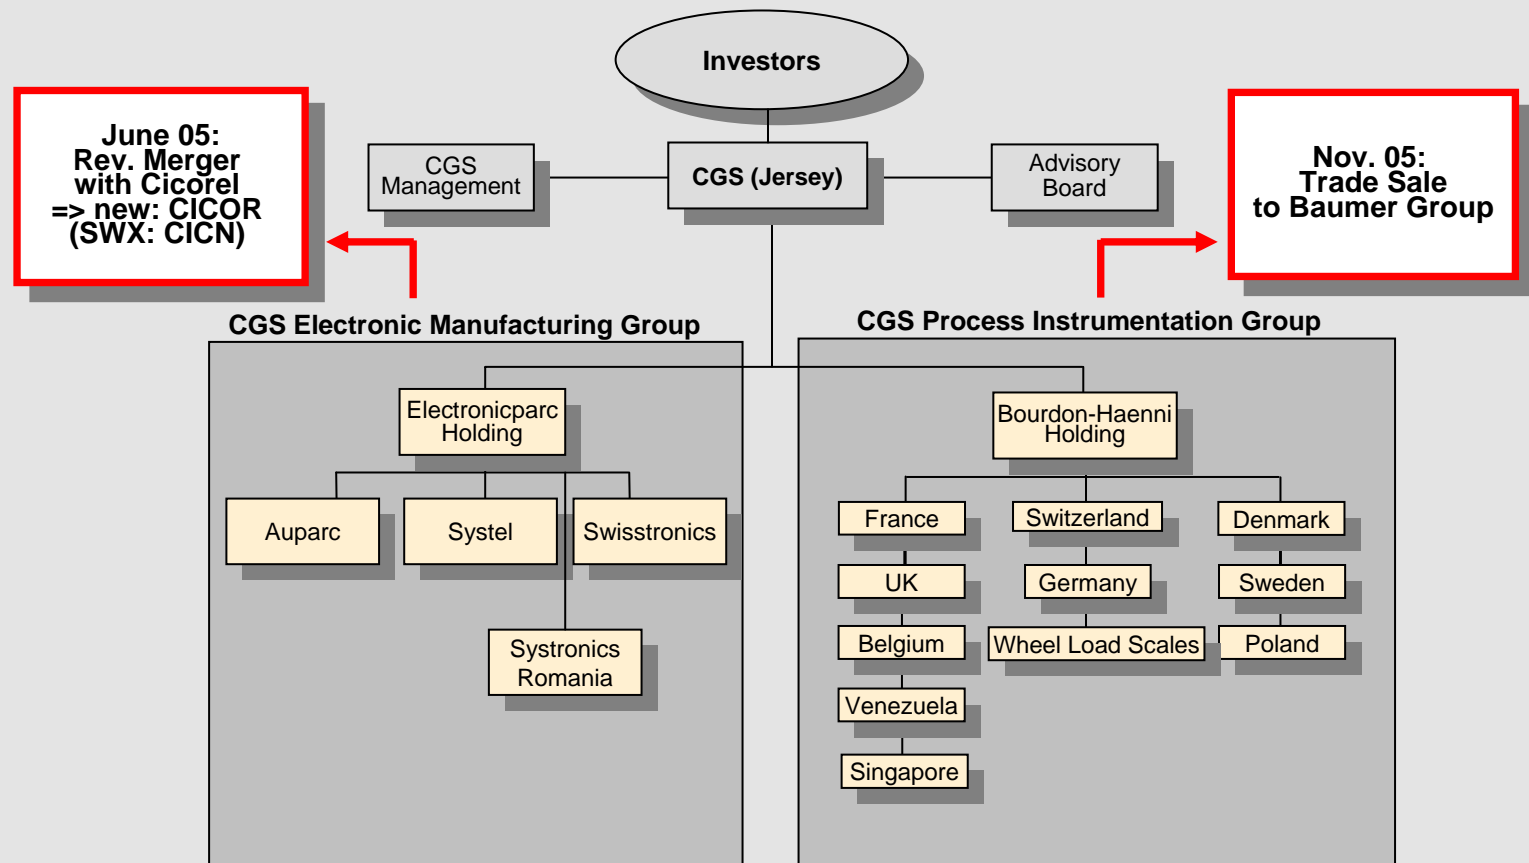 Investors
June 05:
Rev. Merger
with Cicorel
=> new: CICOR
(SWX: CICN)
CGS
Management
CGS (Jersey)
Advisory
Board
Nov. 05:
Trade Sale
to Baumer Group
CGS Electronic Manufacturing Group
CGS Process Instrumentation Group
Electronicparc
Holding
Auparc
Systel
Swisstronics
Systronics
Romania
Bourdon-Haenni
Holding
France
Switzerland
Denmark
UK
Germany
Sweden
Belgium
Wheel Load Scales
Poland
Venezuela
Singapore